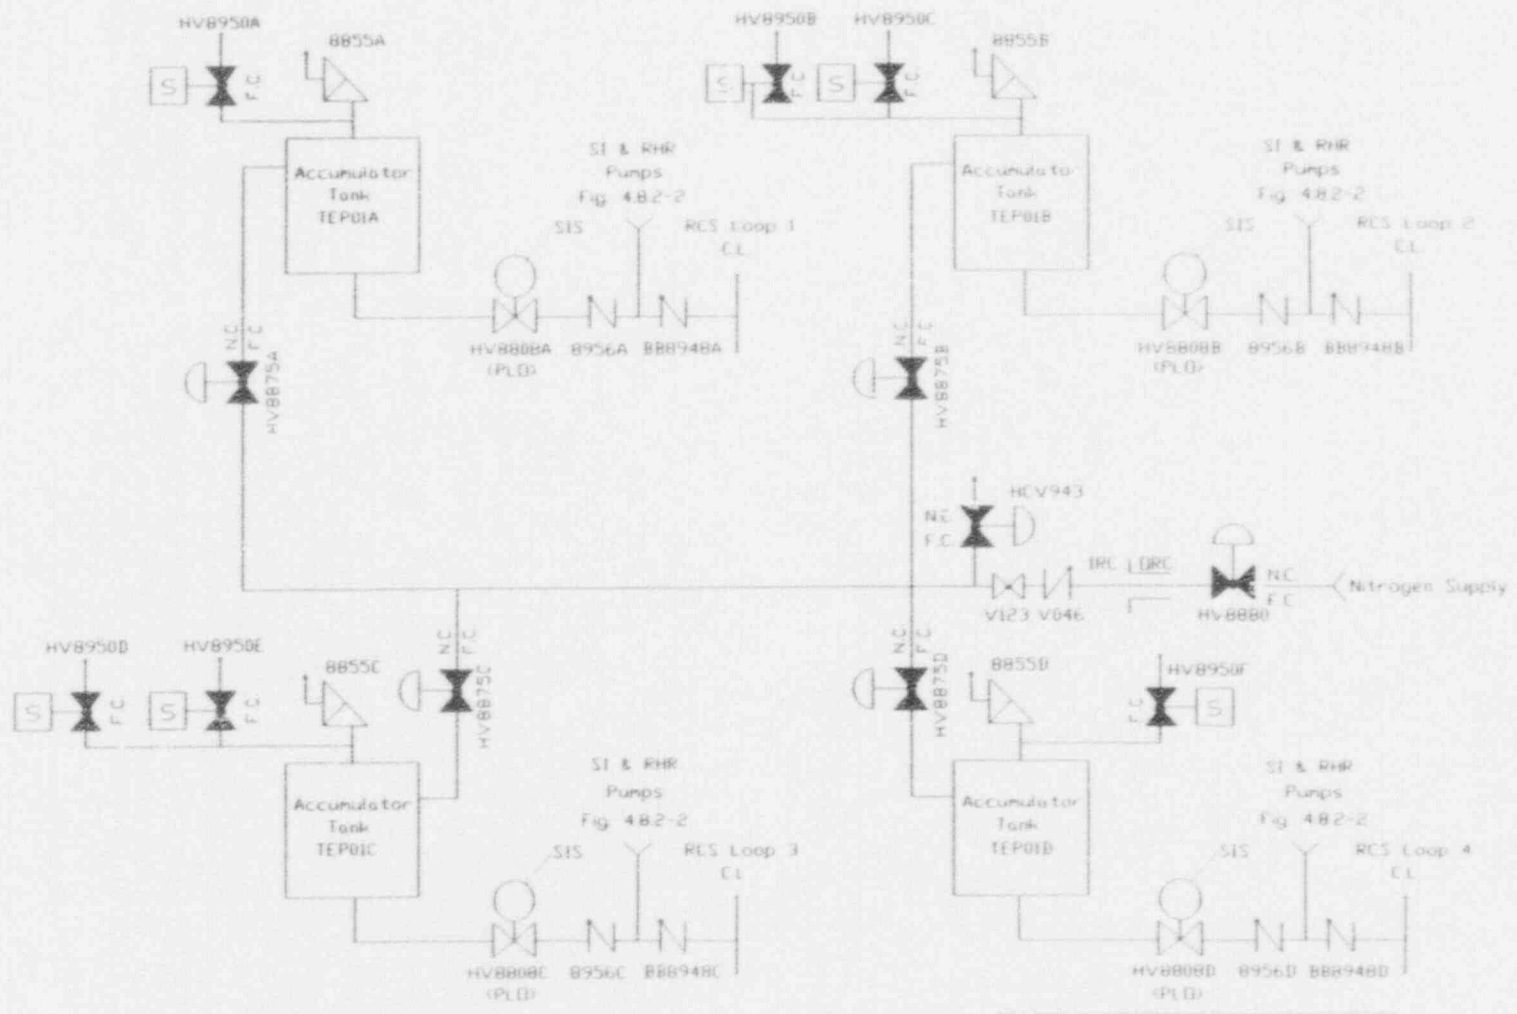 HV8950A
8855A
HV8950B
HV8950C
8855B
S
F.C.
S
F.C.
S
F.C.
Accumulator
Tank
TEP01A
SI & RHR
Pumps
Fig. 4.8.2-2
SIS
RCS Loop 1
C.L.
Accumulator
Tank
TEP01B
SI & RHR
Pumps
Fig. 4.8.2-2
SIS
RCS Loop 2
C.L.
N.C.
F.C.
HV8808A
(PLO)
8956A
BB8948A
HV8875A
N.C.
F.C.
HV8808B
(PLO)
8956B
BB8948B
HV8875B
HCV943
N.C.
F.C.
IRC
ORC
N.C.
F.C.
Nitrogen Supply
V123
V046
HV8880
HV8950D
HV8950E
8855C
N.C.
F.C.
HV8875C
N.C.
F.C.
HV8875D
8855D
HV8950F
S
F.C.
S
F.C.
F.C.
S
Accumulator
Tank
TEP01C
SI & RHR
Pumps
Fig. 4.8.2-2
SIS
RCS Loop 3
C.L.
Accumulator
Tank
TEP01D
SI & RHR
Pumps
Fig. 4.8.2-2
SIS
RCS Loop 4
C.L.
HV8808C
(PLO)
8956C
BB8948C
HV8808D
(PLO)
8956D
BB8948D